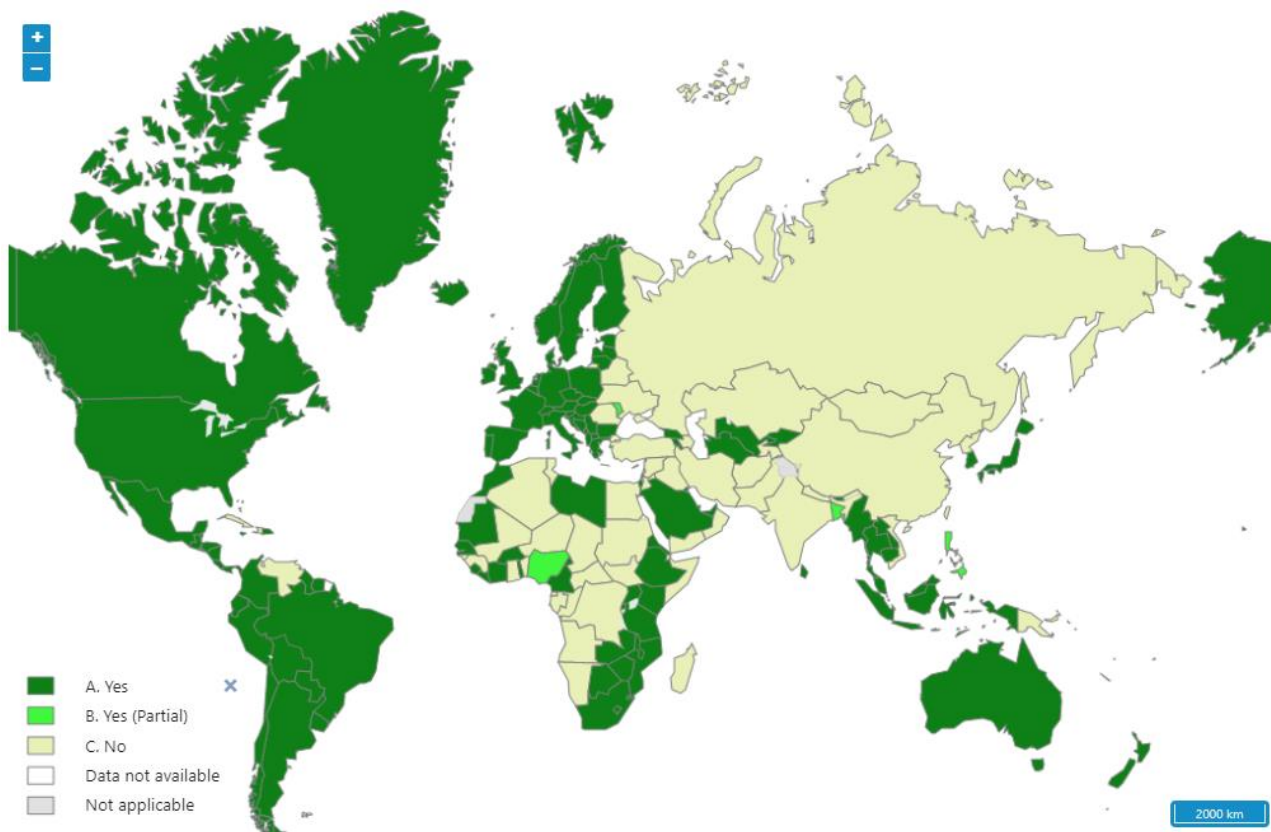 +
−
A. Yes
B. Yes (Partial)
C. No
Data not available
Not applicable
2000 km